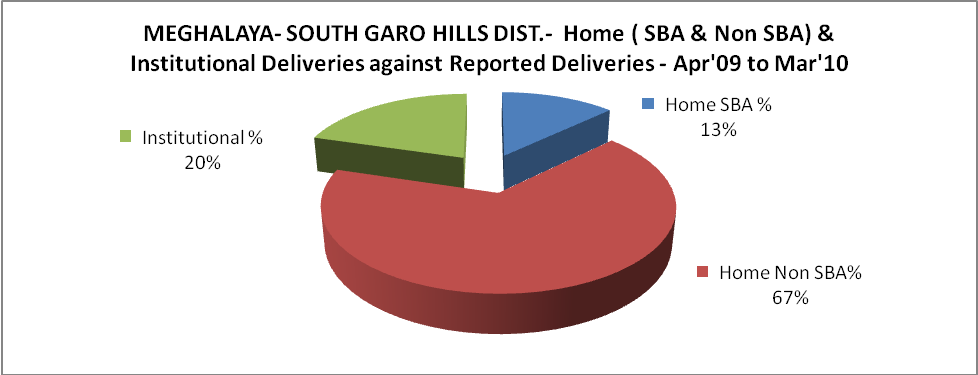 MEGHALAYA- SOUTH GARO HILLS DIST.- Home ( SBA & Non SBA) &
Institutional Deliveries against Reported Deliveries - Apr'09 to Mar'10
Home SBA %
13%
Institutional %
20%
Home Non SBA%
67%